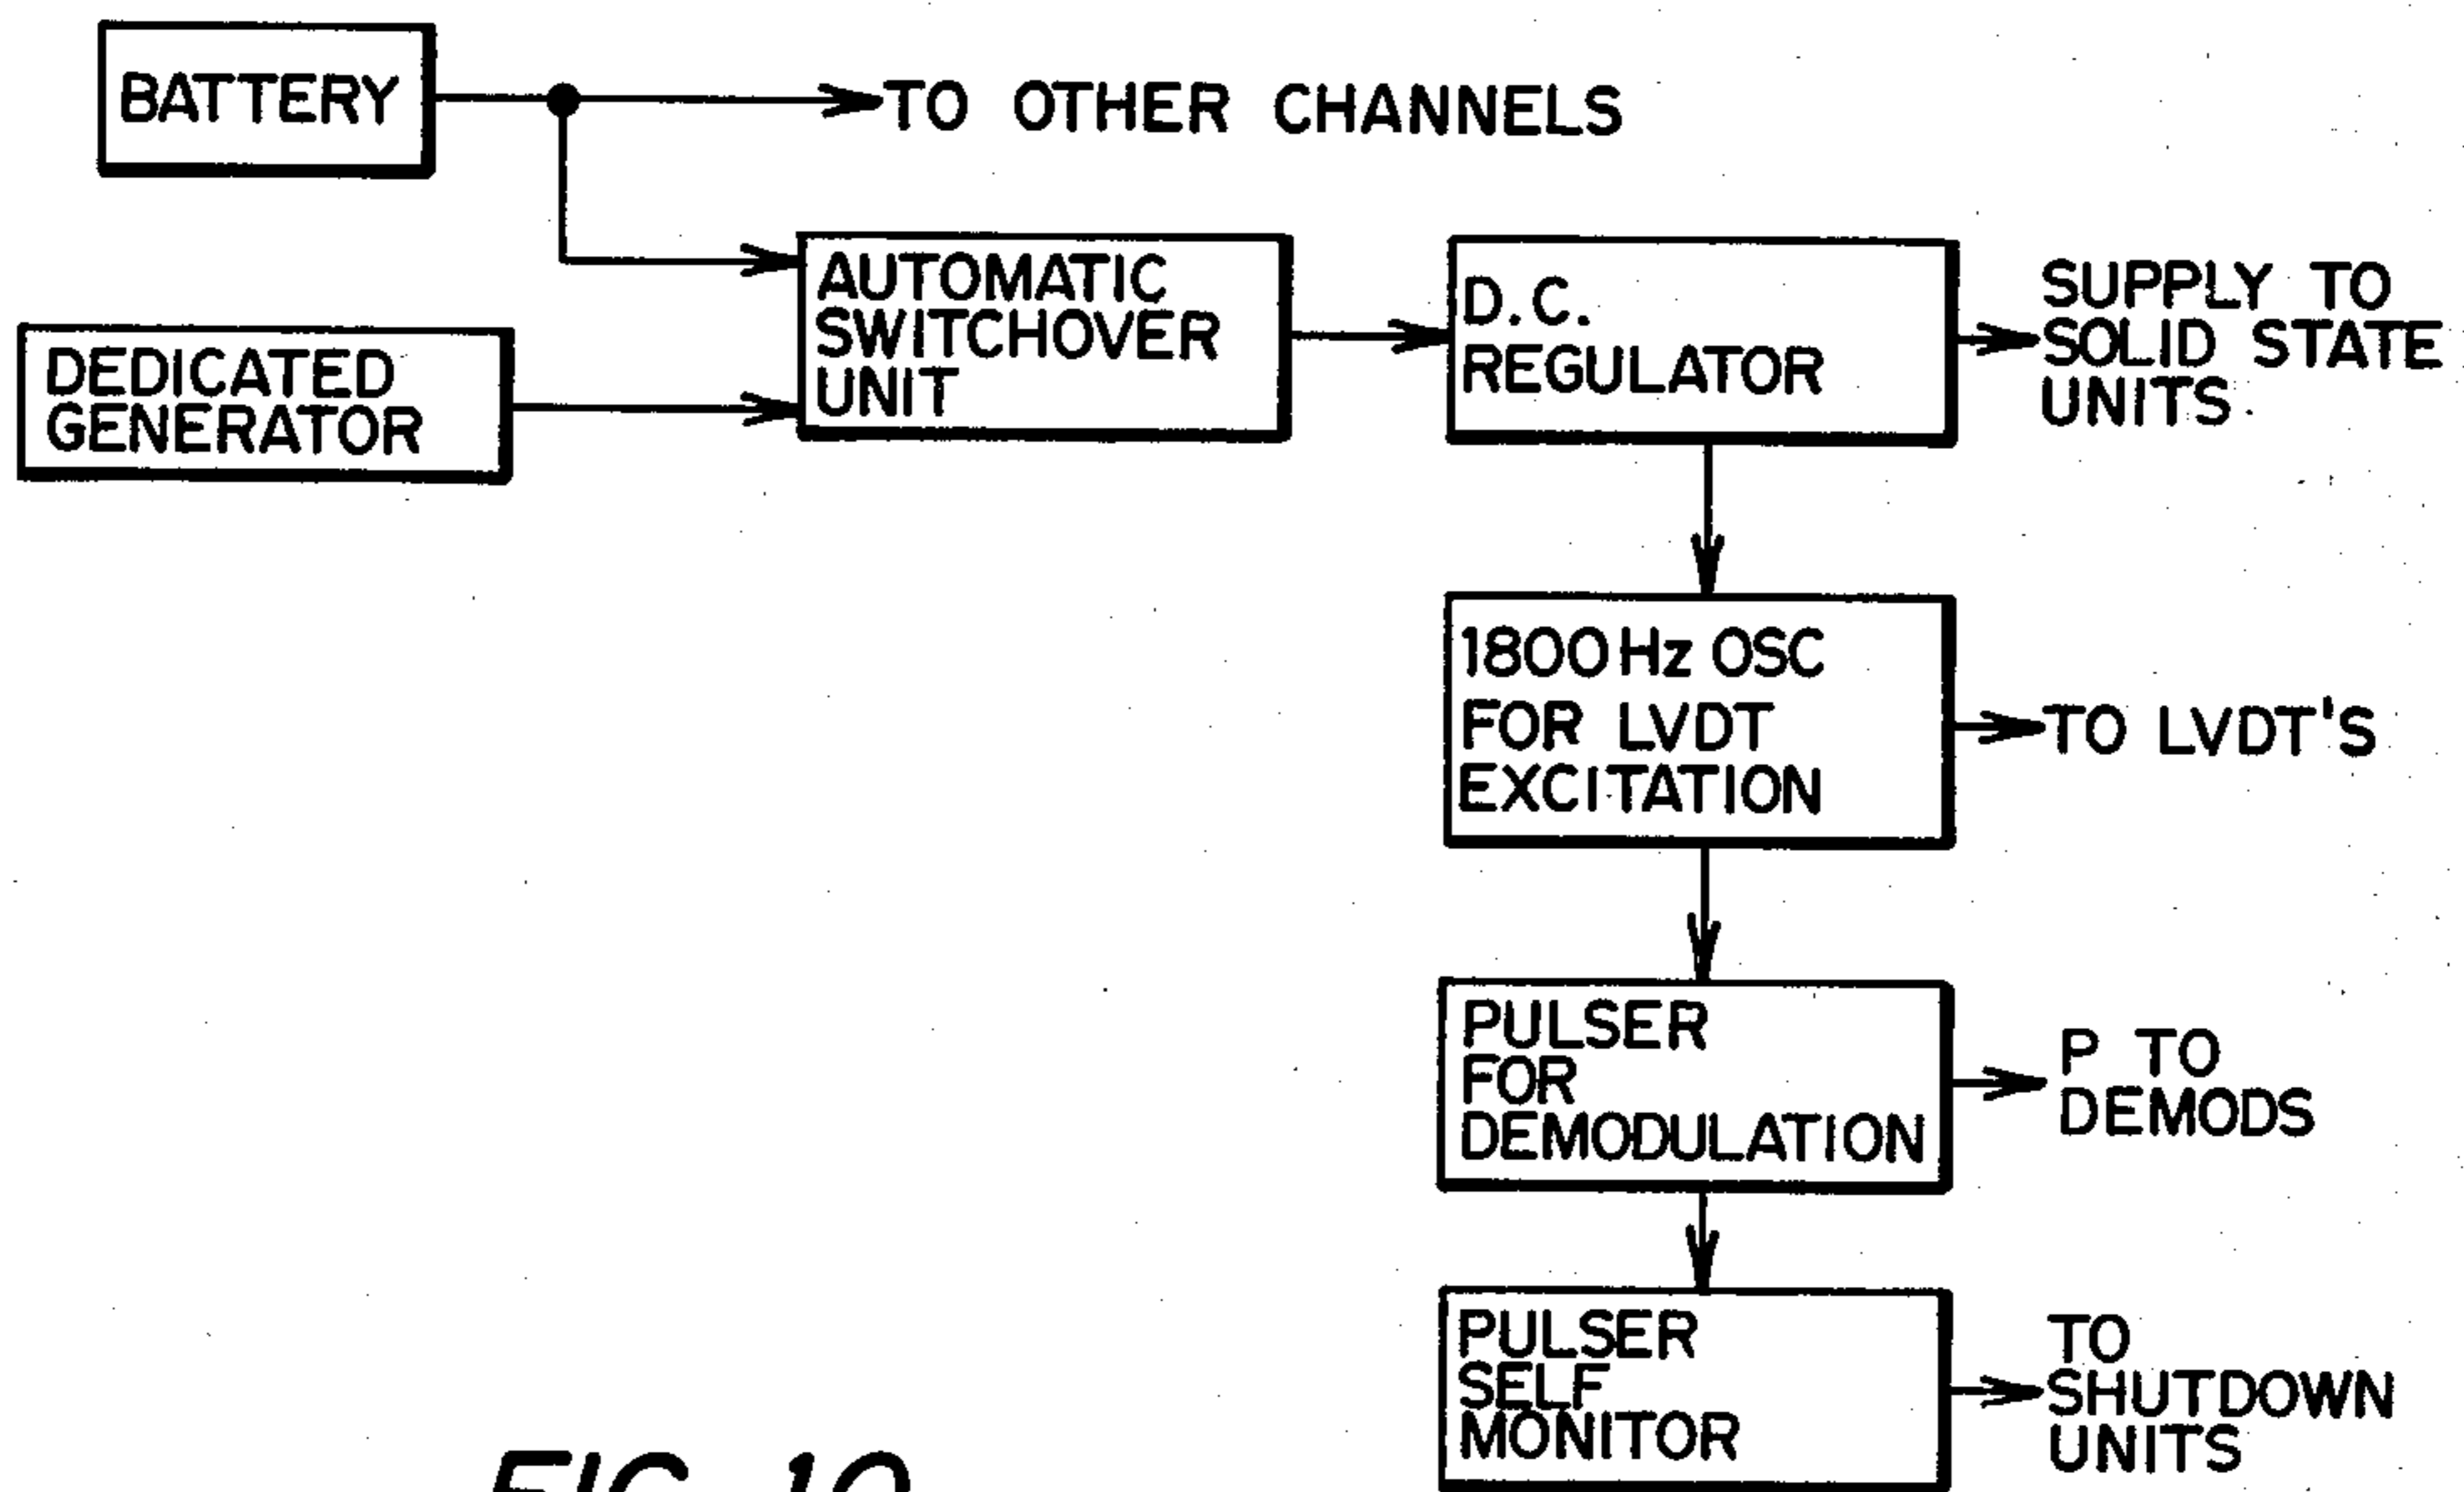 BATTERY
TO OTHER CHANNELS
DEDICATED
GENERATOR
AUTOMATIC
SWITCHOVER
UNIT
D.C.
REGULATOR
SUPPLY TO
SOLID STATE
UNITS
1800 Hz OSC
FOR LVDT
EXCITATION
TO LVDT'S
PULSER
FOR
DEMODULATION
P TO
DEMODS
PULSER
SELF
MONITOR
TO
SHUTDOWN
UNITS